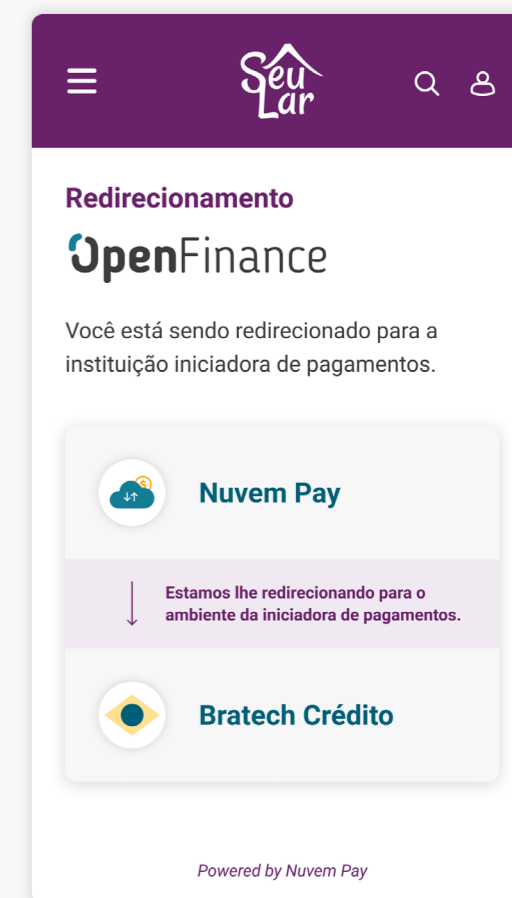 Seu
Lar
Redirecionamento
OpenFinance
Você está sendo redirecionado para a
instituição iniciadora de pagamentos.
$
Nuvem Pay
Estamos lhe redirecionando para o
ambiente da iniciadora de pagamentos.
Bratech Crédito
Powered by Nuvem Pay